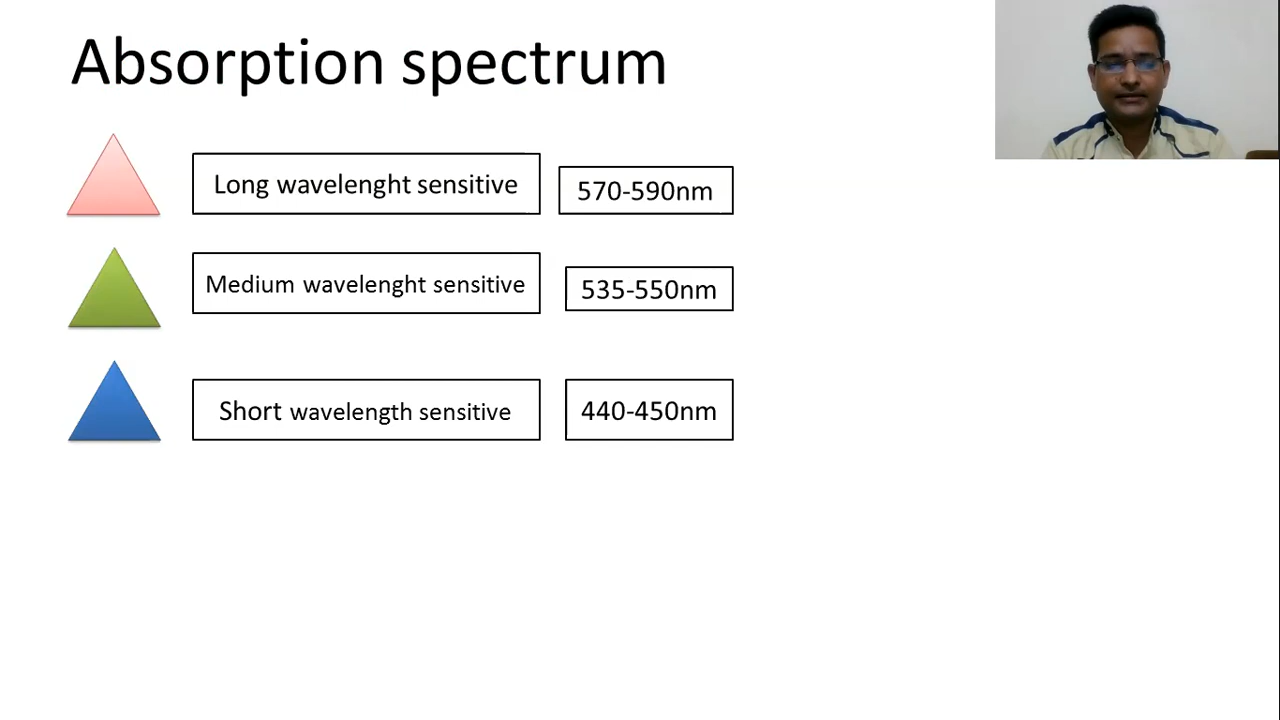 Absorption spectrum
Long wavelenght sensitive
570-590nm
Medium wavelenght sensitive
535-550nm
Short wavelength sensitive
440-450nm